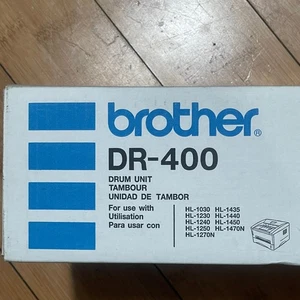 brother®
DR-400
DRUM UNIT
TAMBOUR
UNIDAD DE TAMBOR
For use with
Utilisation
Para usar con
HL-1030 HL-1435
HL-1230 HL-1440
HL-1240 HL-1450
HL-1250 HL-1470N
HL-1270N